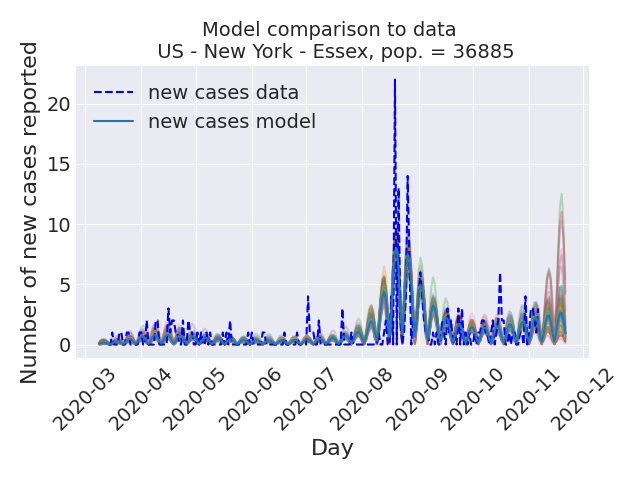 Model comparison to data
US - New York - Essex, pop. = 36885
Number of new cases reported
20
15
10
5
0
new cases data
new cases model
2020-03
2020-04
2020-05
2020-06
2020-07
2020-08
2020-09
2020-10
2020-11
2020-12
Day